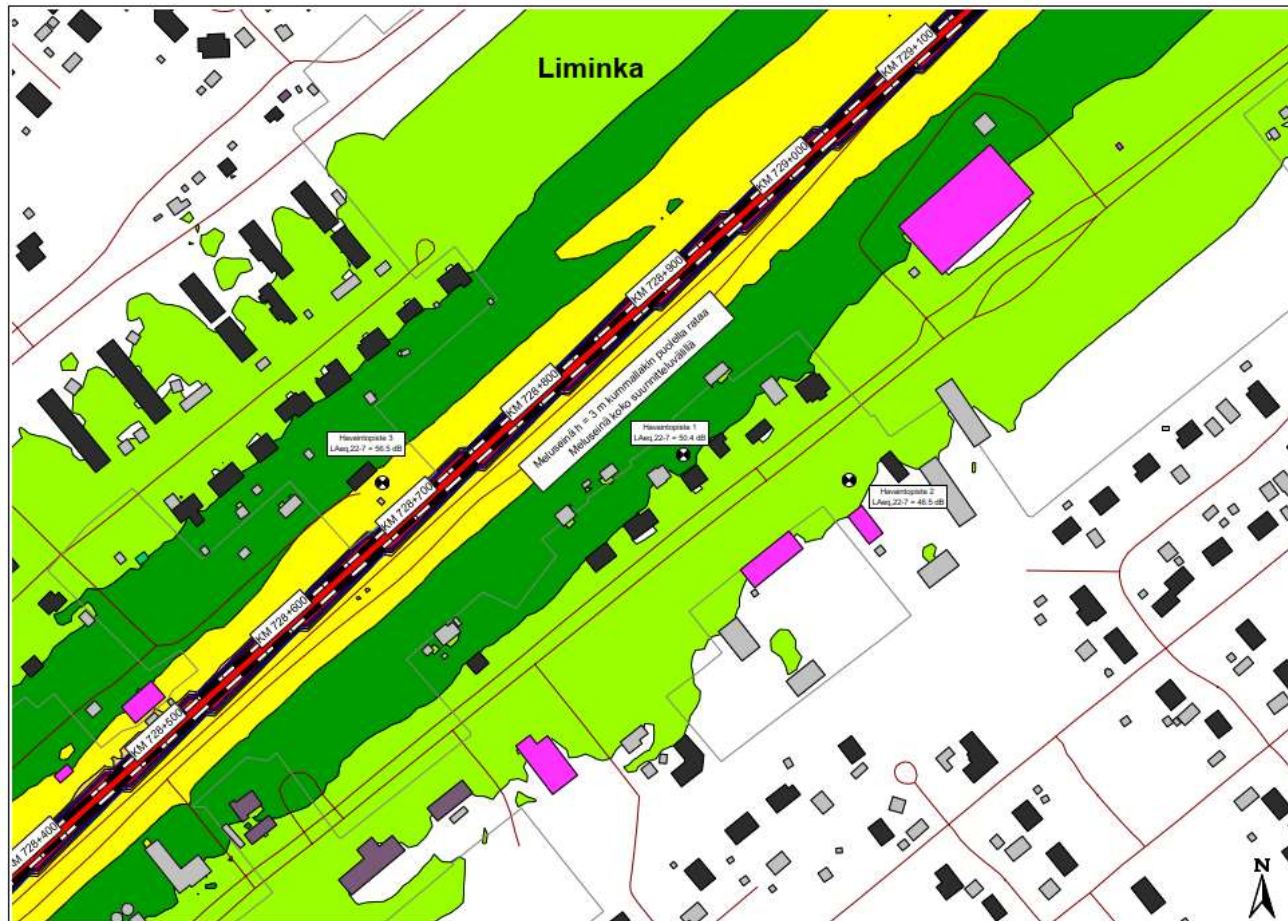 Liminka
KM 729+100
KM 729+000
KM 728+900
Meluseinä h = 3 m kummallakin puolella rataa
Meluseinä koko suunnitteluvälillä
KM 728+800
Havaintopiste 3
LAeq,22-7 = 56.5 dB
Havaintopiste 1
LAeq,22-7 = 50.4 dB
Havaintopiste 2
LAeq,22-7 = 46.5 dB
KM 728+700
KM 728+600
KM 728+500
KM 728+400
N